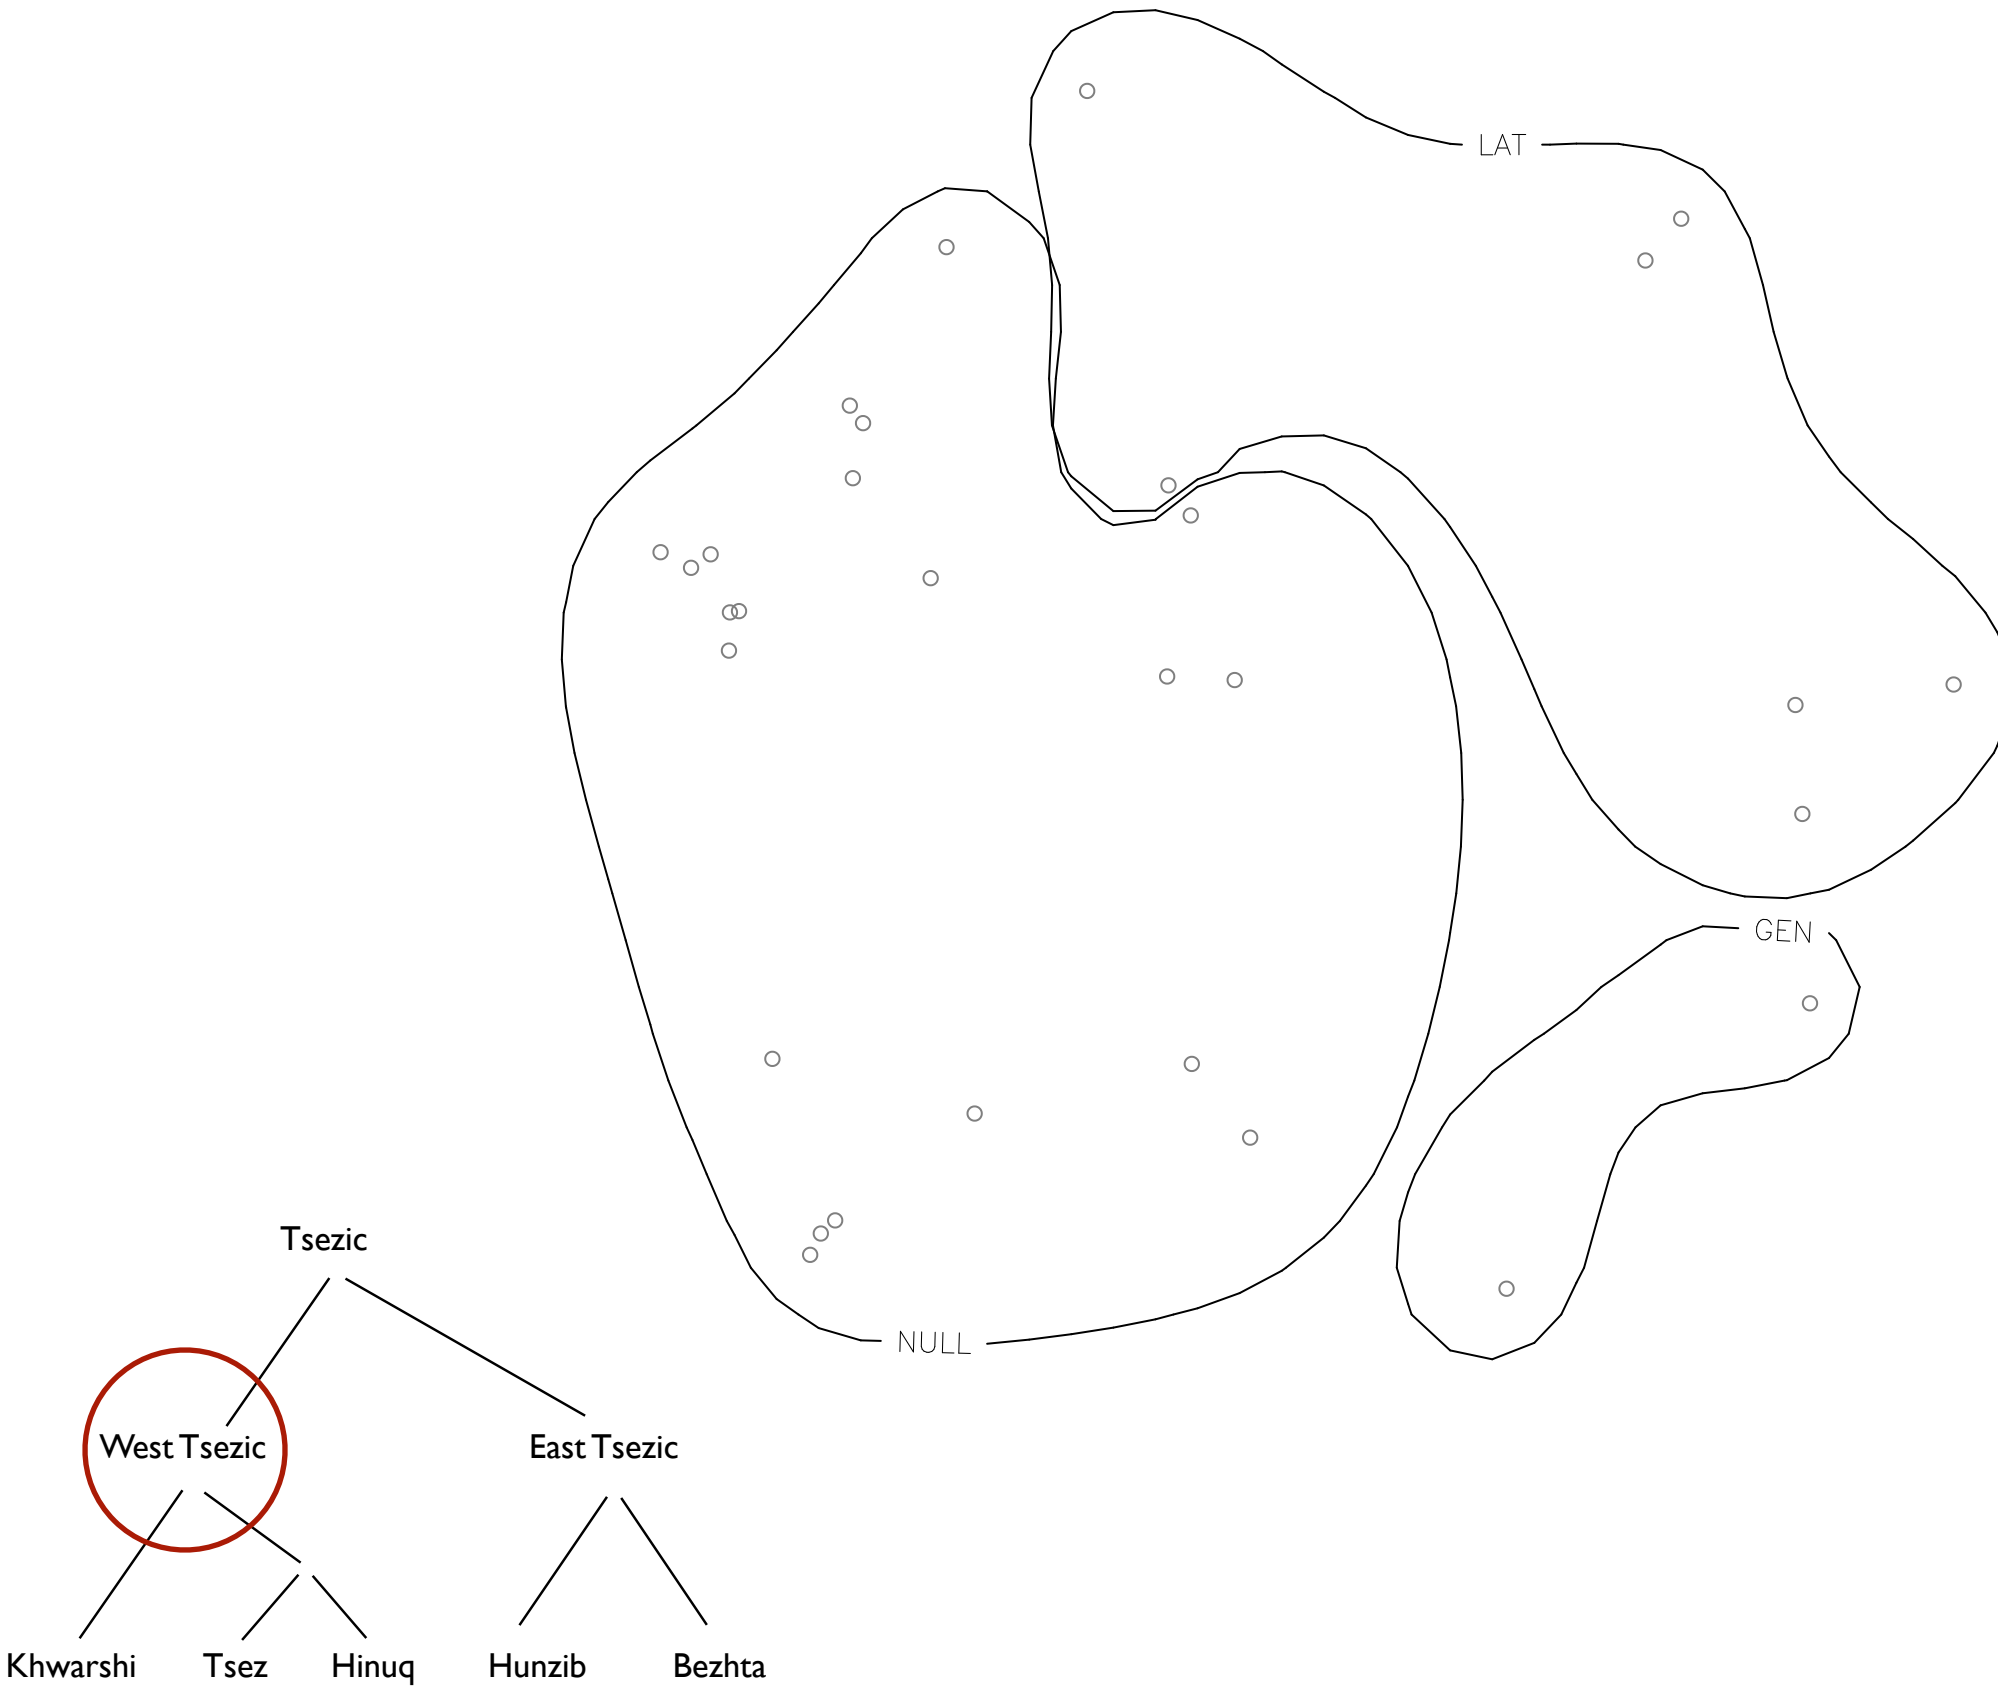 LAT
GEN
NULL
Tsezic
West Tsezic
East Tsezic
Khwarshi
Tsez
Hinuq
Hunzib
Bezhta